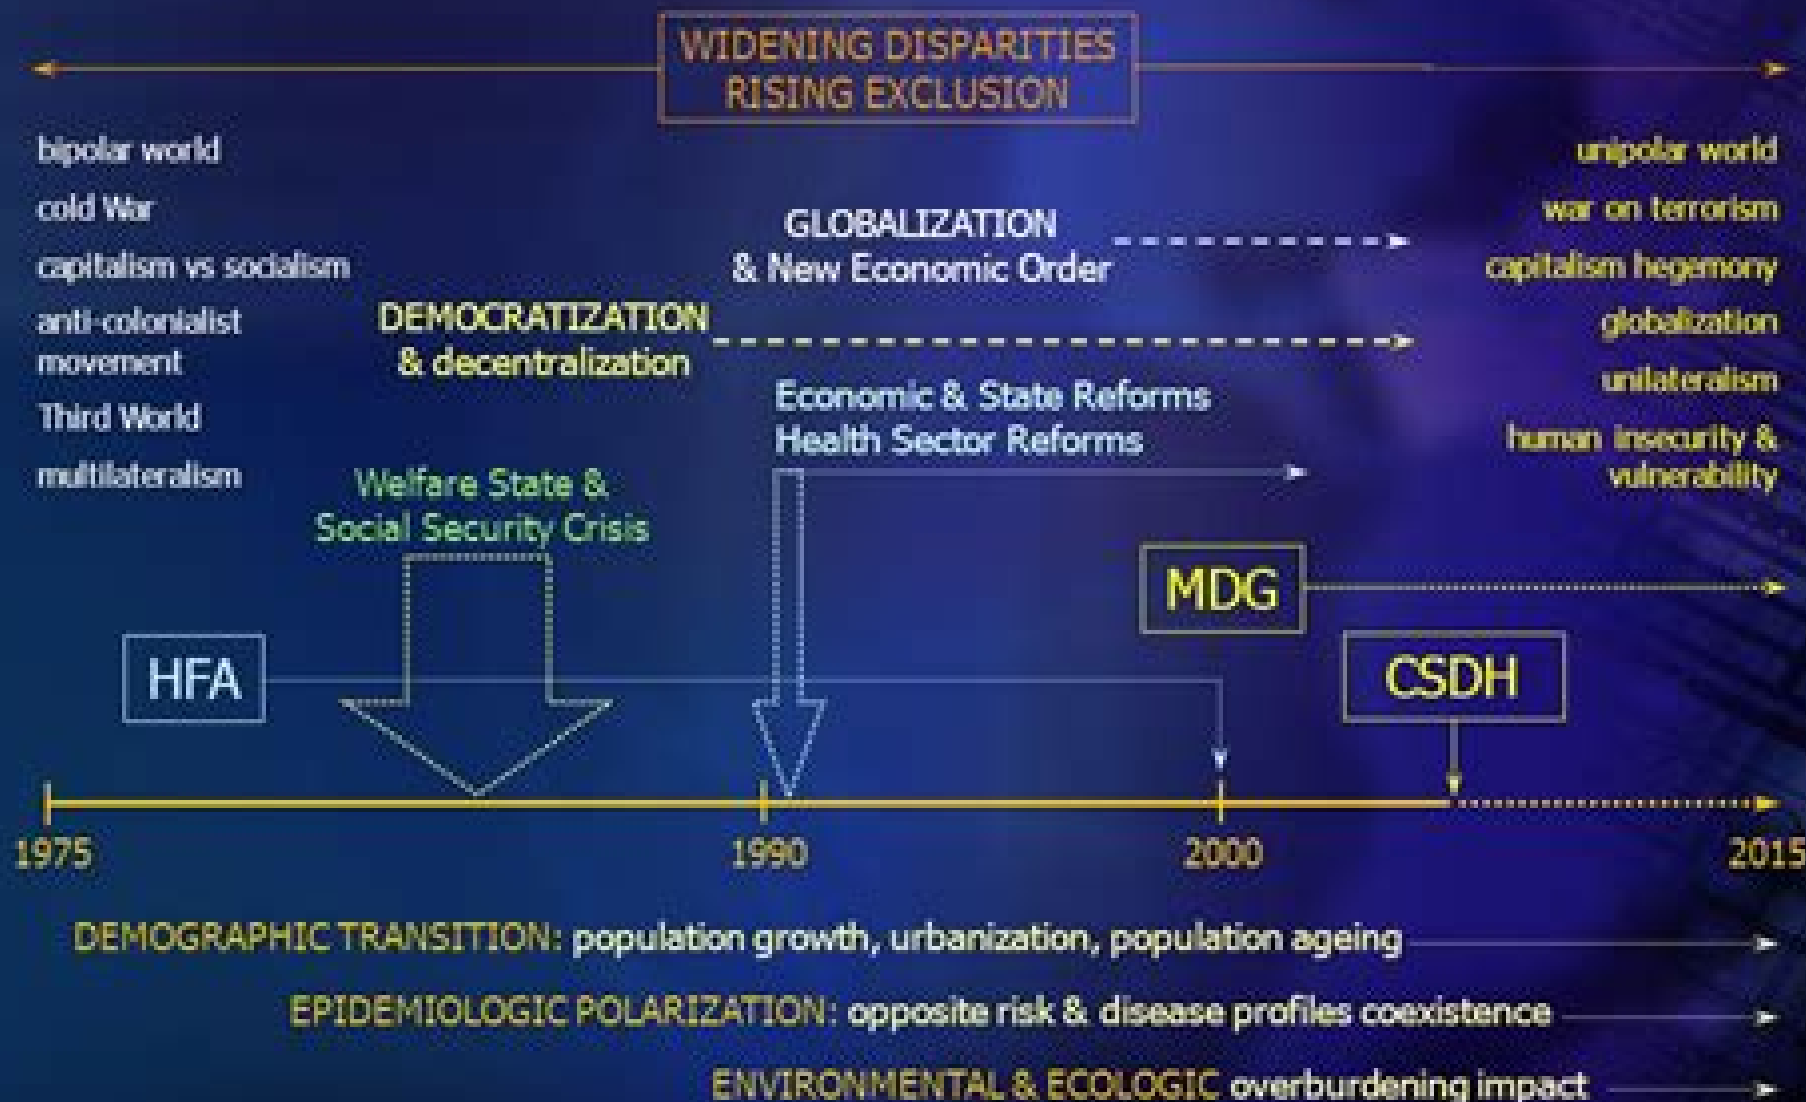 WIDENING DISPARITIES
RISING EXCLUSION
bipolar world
cold War
capitalism vs socialism
anti-colonialist
movement
Third World
multilateralism
unipolar world
war on terrorism
capitalism hegemony
globalization
unilateralism
human insecurity &
vulnerability
GLOBALIZATION
& New Economic Order
DEMOCRATIZATION
& decentralization
Economic & State Reforms
Health Sector Reforms
Welfare State &
Social Security Crisis
MDG
HFA
CSDH
1975
1990
2000
2015
DEMOGRAPHIC TRANSITION: population growth, urbanization, population ageing
EPIDEMIOLOGIC POLARIZATION: opposite risk & disease profiles coexistence
ENVIRONMENTAL & ECOLOGIC overburdening impact